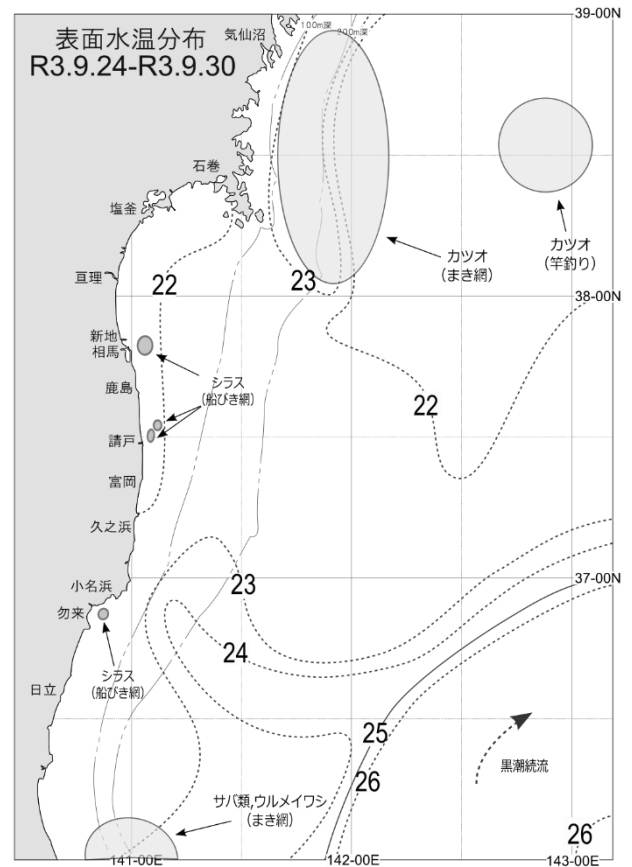 表面水温分布
R3.9.24-R3.9.30
気仙沼
100m深
200m深
39-00N
石巻
塩釜
カツオ
(まき網)
カツオ
(竿釣り)
亘理
22
23
38-00N
新地
相馬
シラス
(船びき網)
鹿島
22
請戸
富岡
久之浜
37-00N
小名浜
23
勿来
24
シラス
(船びき網)
日立
25
26
黒潮続流
サバ類,ウルメイワシ
(まき網)
26
141-00E
142-00E
143-00E